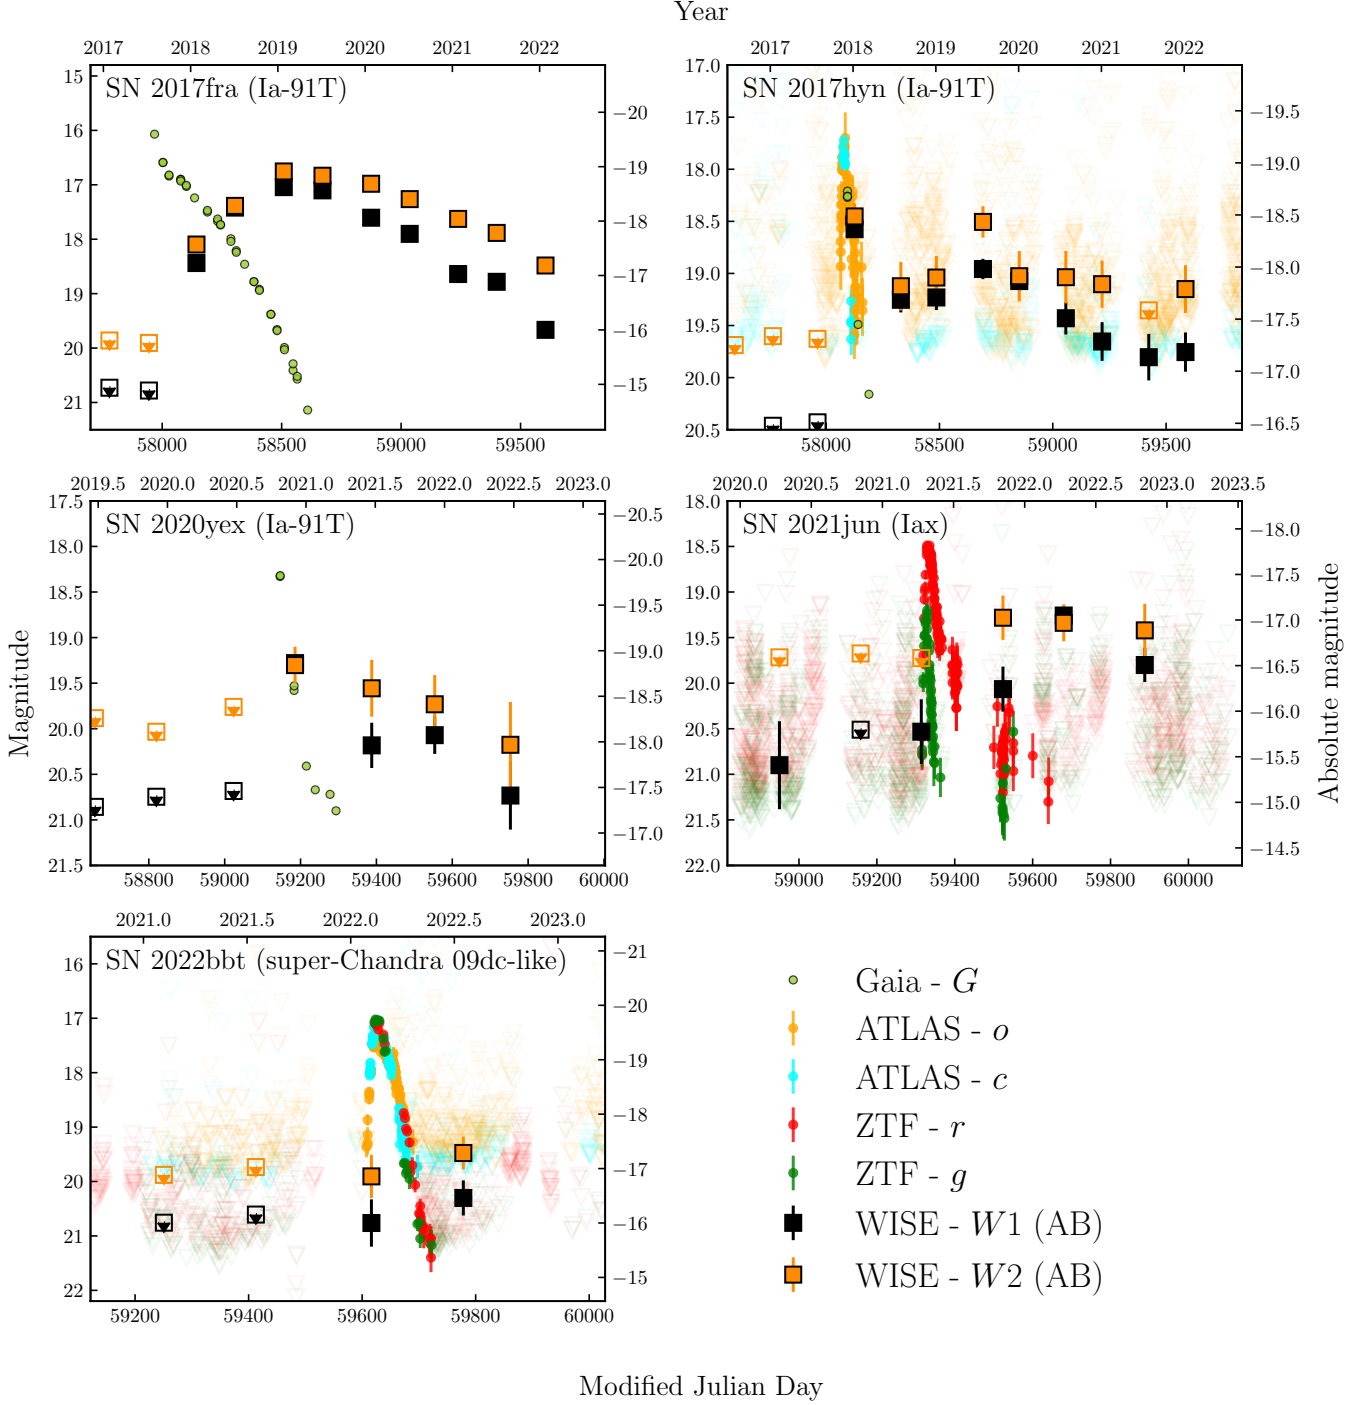 Year
2017 2018 2019 2020 2021 2022
SN 2017fra (Ia-91T)
15
16
17
18
19
20
21
−20
−19
−18
−17
−16
−15
58000 58500 59000 59500
2017 2018 2019 2020 2021 2022
SN 2017hyn (Ia-91T)
17.0
17.5
18.0
18.5
19.0
19.5
20.0
20.5
−19.5
−19.0
−18.5
−18.0
−17.5
−17.0
−16.5
58000 58500 59000 59500
2019.5 2020.0 2020.5 2021.0 2021.5 2022.0 2022.5 2023.0
SN 2020yex (Ia-91T)
17.5
18.0
18.5
19.0
19.5
20.0
20.5
21.0
21.5
−20.5
−20.0
−19.5
−19.0
−18.5
−18.0
−17.5
−17.0
58800 59000 59200 59400 59600 59800 60000
2020.0 2020.5 2021.0 2021.5 2022.0 2022.5 2023.0 2023.5
SN 2021jun (Iax)
18.0
18.5
19.0
19.5
20.0
20.5
21.0
21.5
22.0
−18.0
−17.5
−17.0
−16.5
−16.0
−15.5
−15.0
−14.5
59000 59200 59400 59600 59800 60000
Magnitude
Absolute magnitude
2021.0 2021.5 2022.0 2022.5 2023.0
SN 2022bbt (super-Chandra 09dc-like)
16
17
18
19
20
21
22
−21
−20
−19
−18
−17
−16
−15
59200 59400 59600 59800 60000
Gaia - G
ATLAS - o
ATLAS - c
ZTF - r
ZTF - g
WISE - W1 (AB)
WISE - W2 (AB)
Modified Julian Day